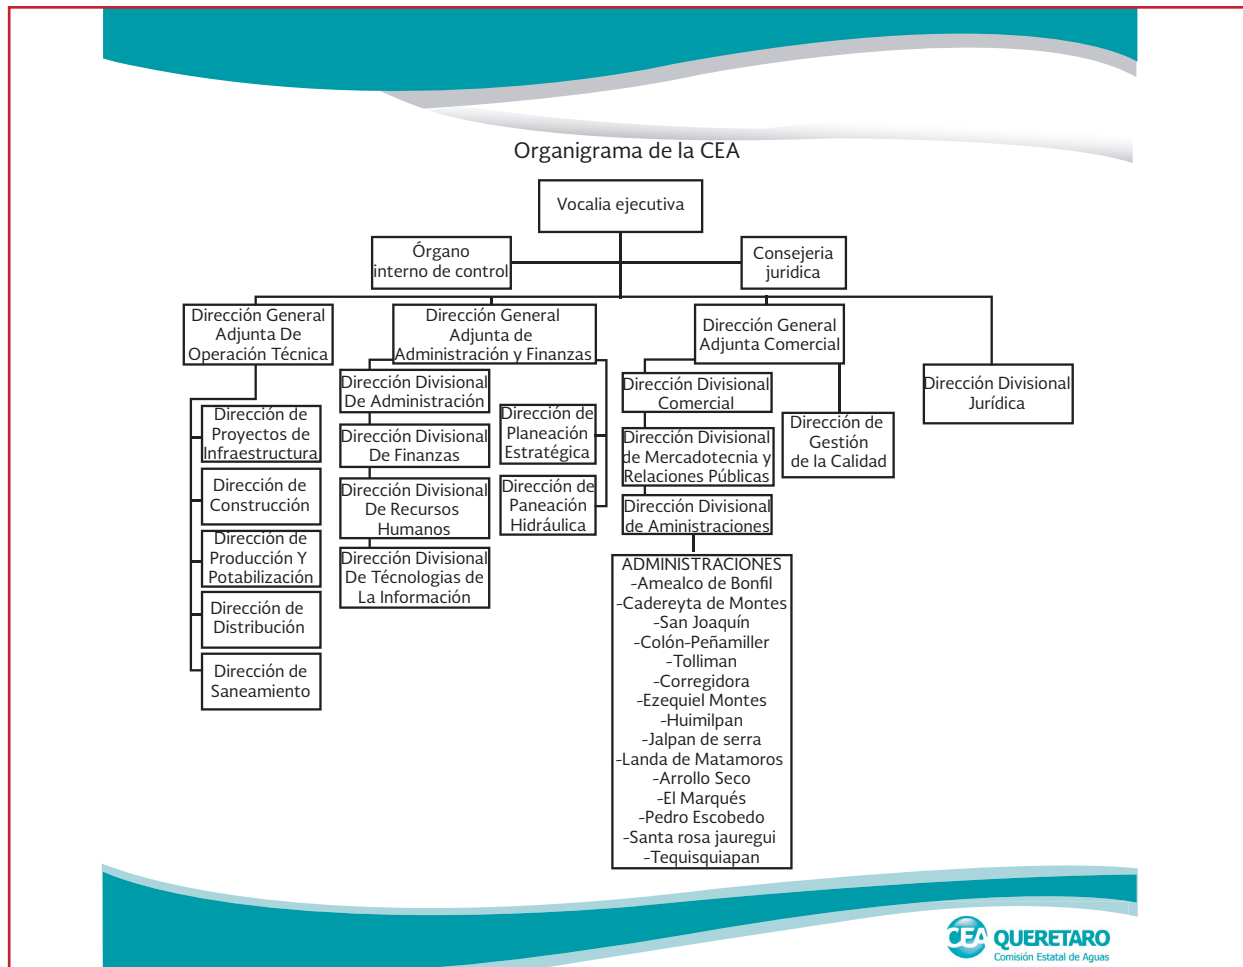 Organigrama de la CEA
Vocalia ejecutiva
Órgano
interno de control
Consejeria
juridica
Dirección General
Adjunta De
Operación Técnica
Dirección General
Adjunta de
Administración y Finanzas
Dirección General
Adjunta Comercial
Dirección Divisional
Jurídica
Dirección de
Proyectos de
Infraestructura
Dirección de
Construcción
Dirección de
Producción Y
Potabilización
Dirección de
Distribución
Dirección de
Saneamiento
Dirección Divisional
De Administración
Dirección Divisional
De Finanzas
Dirección Divisional
De Recursos
Humanos
Dirección Divisional
De Técnologias de
La Información
Dirección de
Planeación
Estratégica
Dirección de
Paneación
Hidráulica
Dirección Divisional
Comercial
Dirección Divisional
de Mercadotecnia y
Relaciones Públicas
Dirección Divisional
de Aministraciones
Dirección de
Gestión
de la Calidad
ADMINISTRACIONES
-Amealco de Bonfil
-Cadereyta de Montes
-San Joaquín
-Colón-Peñamiller
-Tolliman
-Corregidora
-Ezequiel Montes
-Huimilpan
-Jalpan de serra
-Landa de Matamoros
-Arrollo Seco
-El Marqués
-Pedro Escobedo
-Santa rosa jauregui
-Tequisquiapan
CEA QUERETARO
Comisión Estatal de Aguas